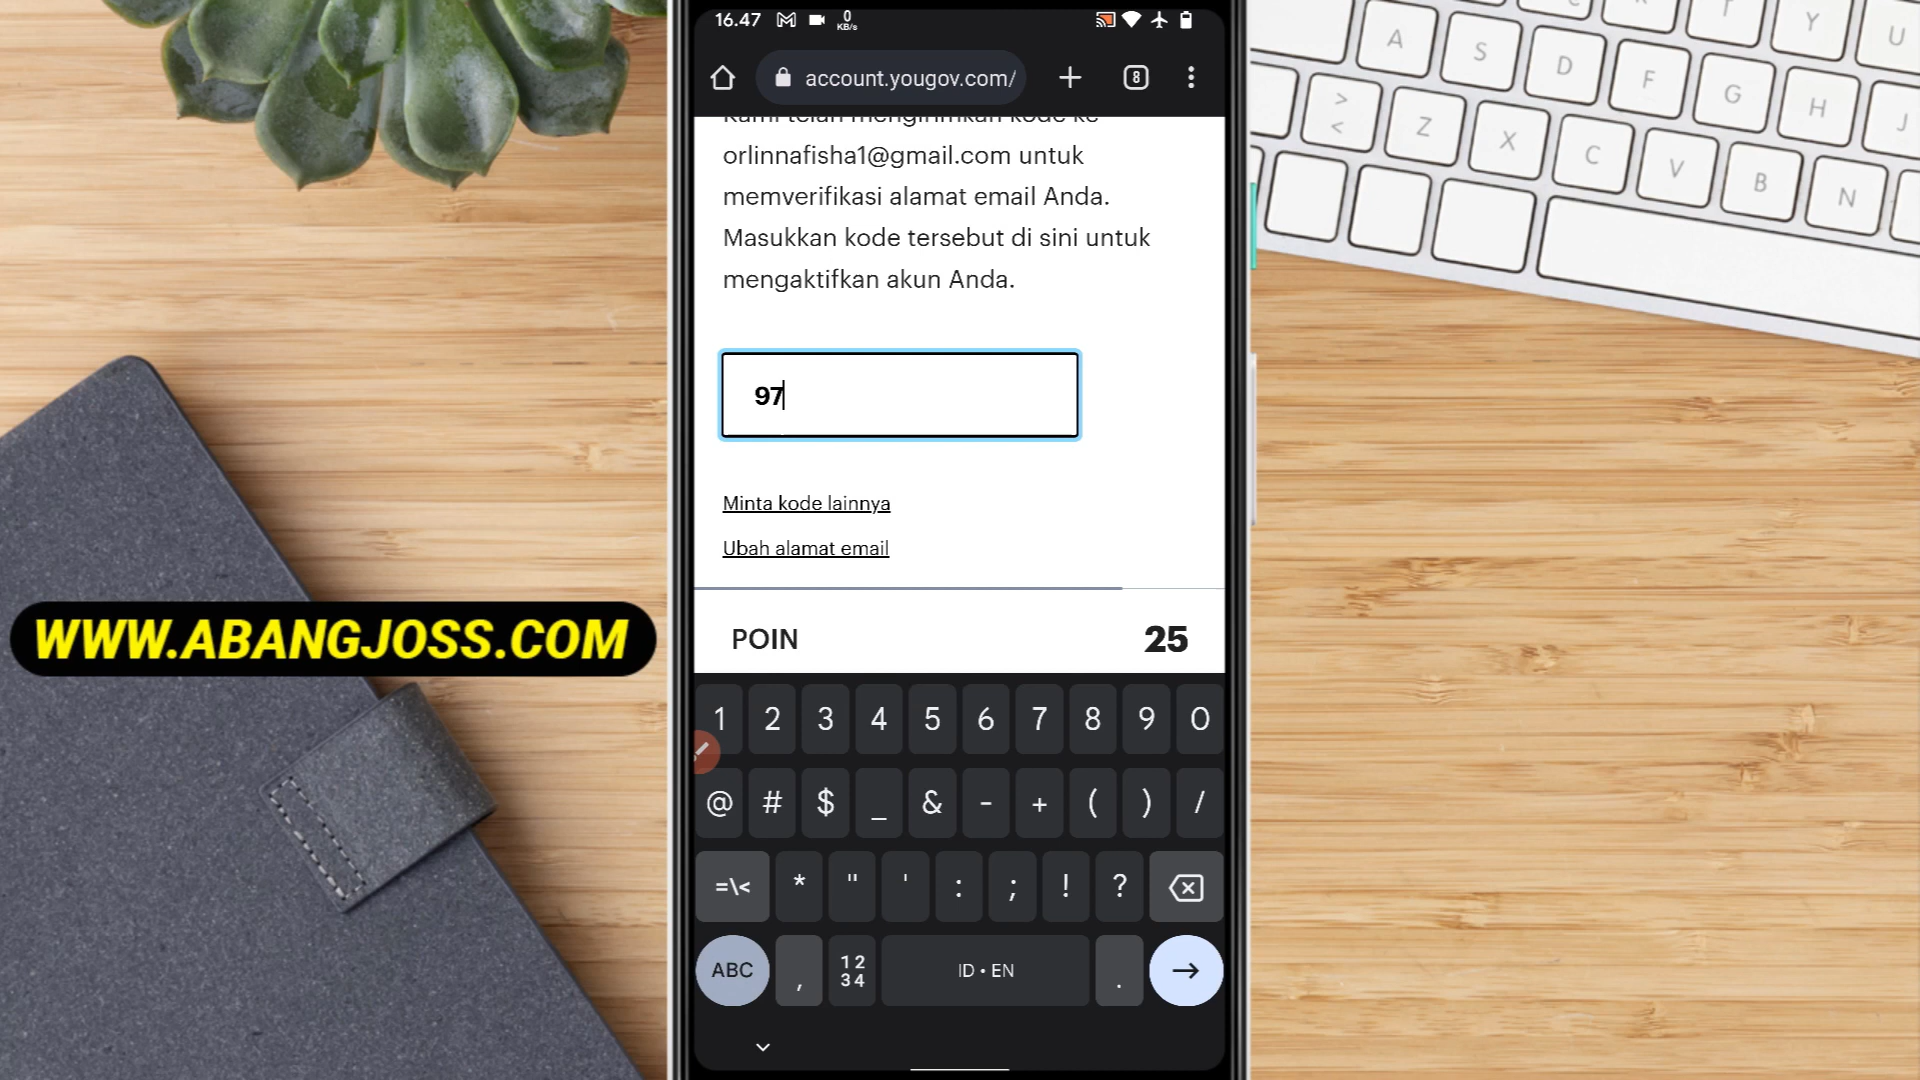 16.47
0
KB/s
account.yougov.com/
8
Kami telah mengirimkan kode ke
orlinnafisha1@gmail.com untuk
memverifikasi alamat email Anda.
Masukkan kode tersebut di sini untuk
mengaktifkan akun Anda.
97
Minta kode lainnya
Ubah alamat email
POIN 25
WWW.ABANGJOSS.COM
1 2 3 4 5 6 7 8 9 0
@ # $ _ & - + ( ) /
=\< * " ' : ; ! ?
ABC , 12 34 ID • EN .
T Y U
A S D F G H J
> < Z X C V B N